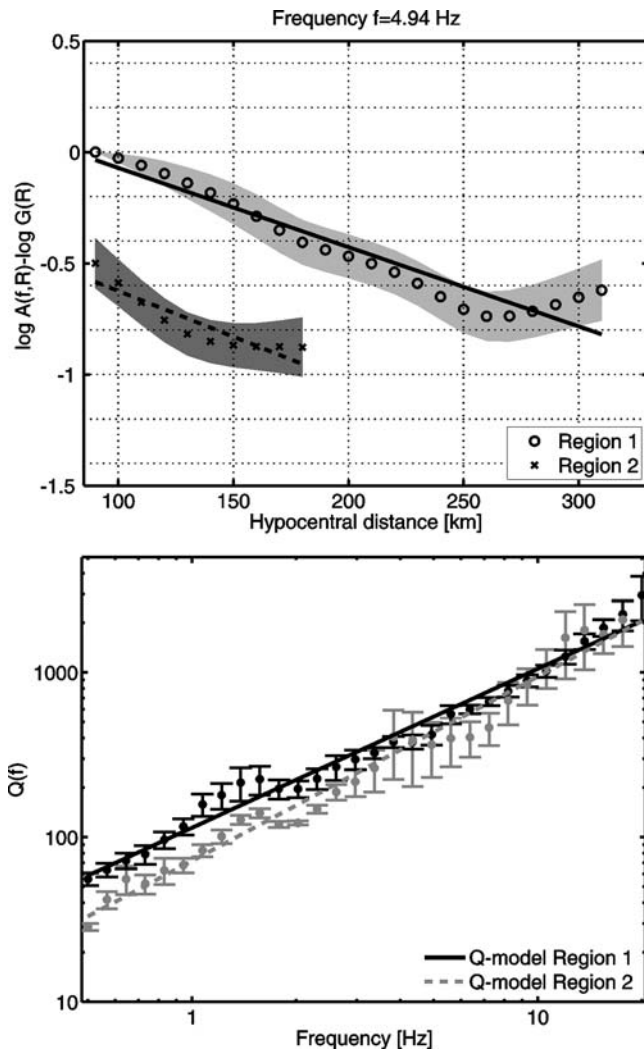 Frequency f=4.94 Hz
0.5
0
-0.5
-1
-1.5
log A(f,R)-log G(R)
Region 1
Region 2
100 150 200 250 300
Hypocentral distance [km]
1000
100
10
Q(f)
Q-model Region 1
Q-model Region 2
1 10
Frequency [Hz]